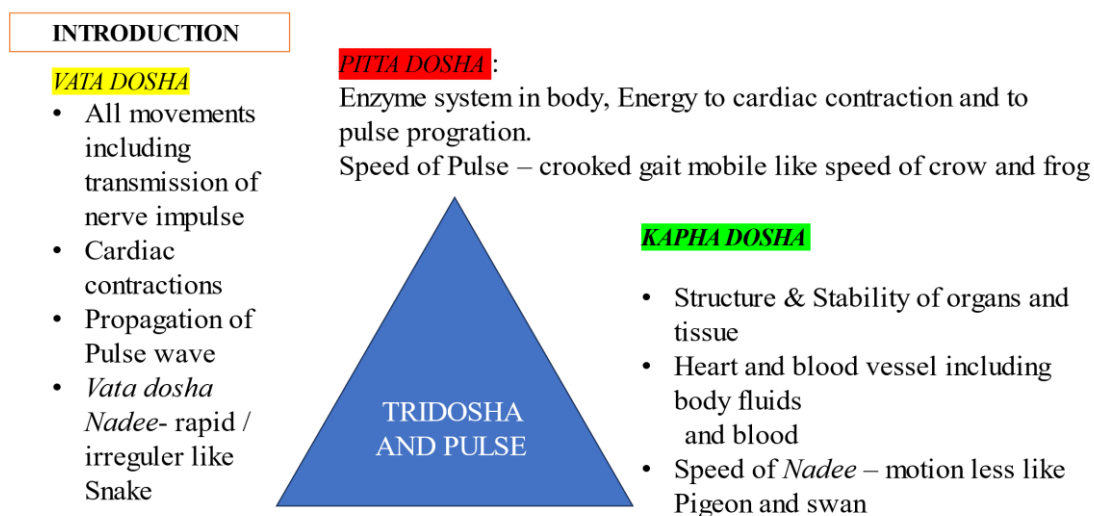 INTRODUCTION
VATA DOSHA
• All movements
including
transmission of
nerve impulse
• Cardiac
contractions
• Propagation of
Pulse wave
• Vata dosha
Nadee- rapid /
irreguler like
Snake
PITTA DOSHA :
Enzyme system in body, Energy to cardiac contraction and to
pulse progration.
Speed of Pulse – crooked gait mobile like speed of crow and frog
KAPHA DOSHA
• Structure & Stability of organs and
tissue
• Heart and blood vessel including
body fluids
and blood
• Speed of Nadee – motion less like
Pigeon and swan
TRIDOSHA
AND PULSE